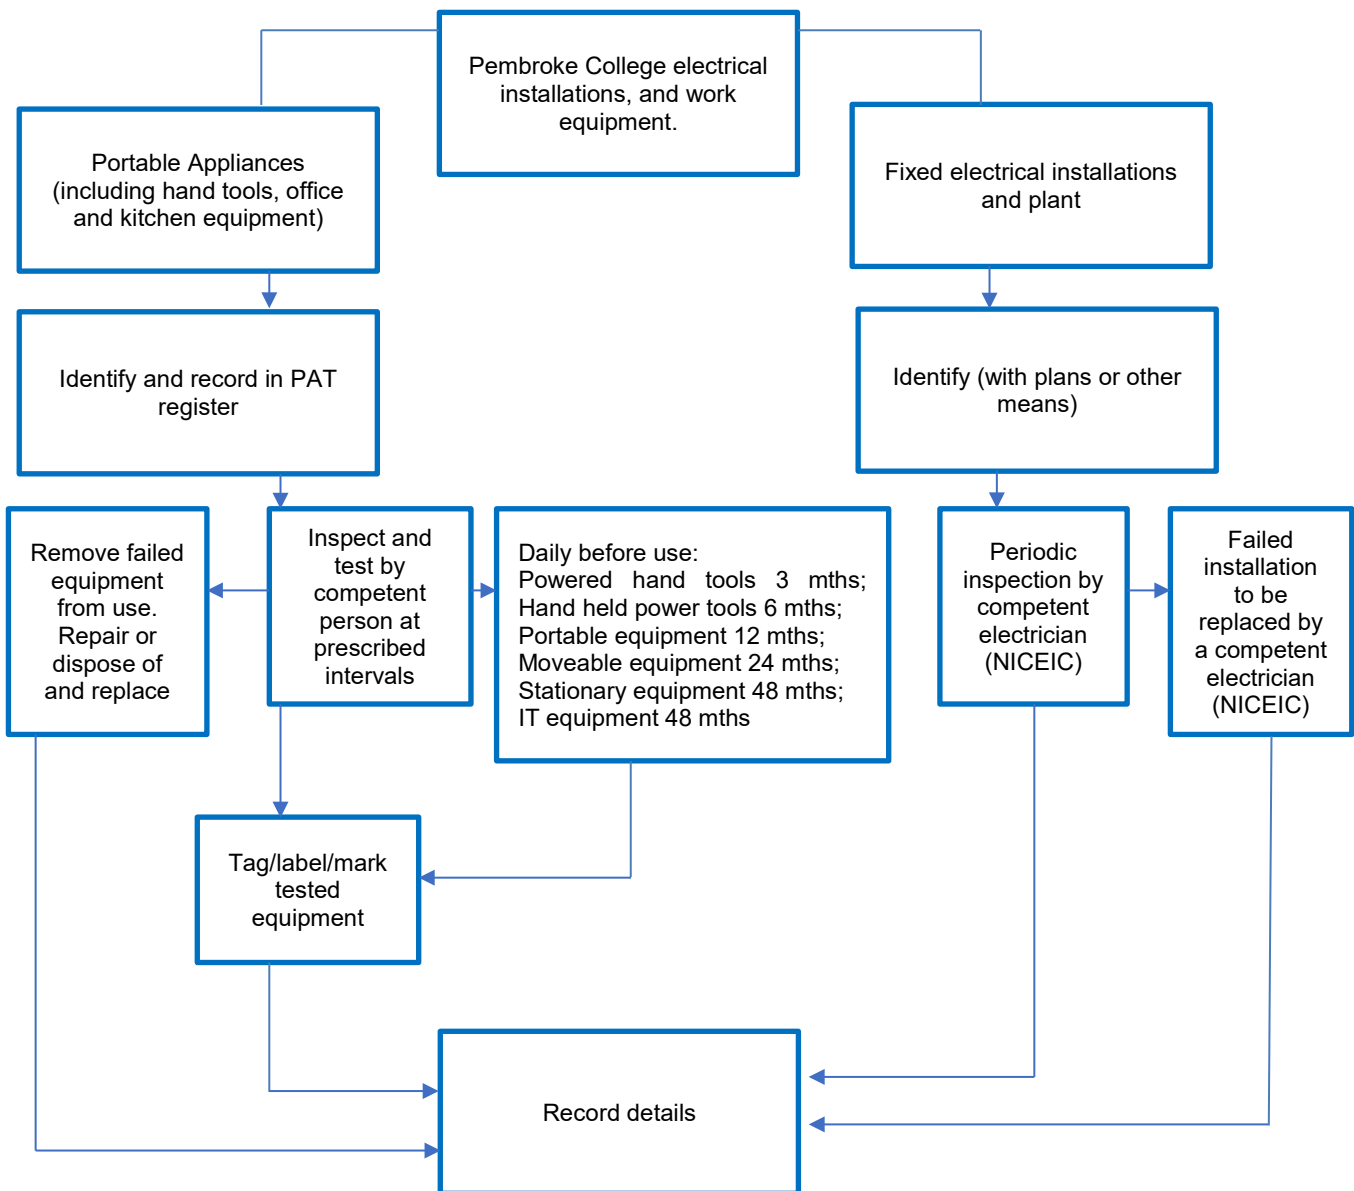 Pembroke College electrical
installations, and work
equipment.
Portable Appliances
(including hand tools, office
and kitchen equipment)
Fixed electrical installations
and plant
Identify and record in PAT
register
Identify (with plans or other
means)
Remove failed
equipment
from use.
Repair or
dispose of
and replace
Inspect and
test by
competent
person at
prescribed
intervals
Daily before use:
Powered hand tools 3 mths;
Hand held power tools 6 mths;
Portable equipment 12 mths;
Moveable equipment 24 mths;
Stationary equipment 48 mths;
IT equipment 48 mths
Periodic
inspection by
competent
electrician
(NICEIC)
Failed
installation
to be
replaced by
a competent
electrician
(NICEIC)
Tag/label/mark
tested
equipment
Record details